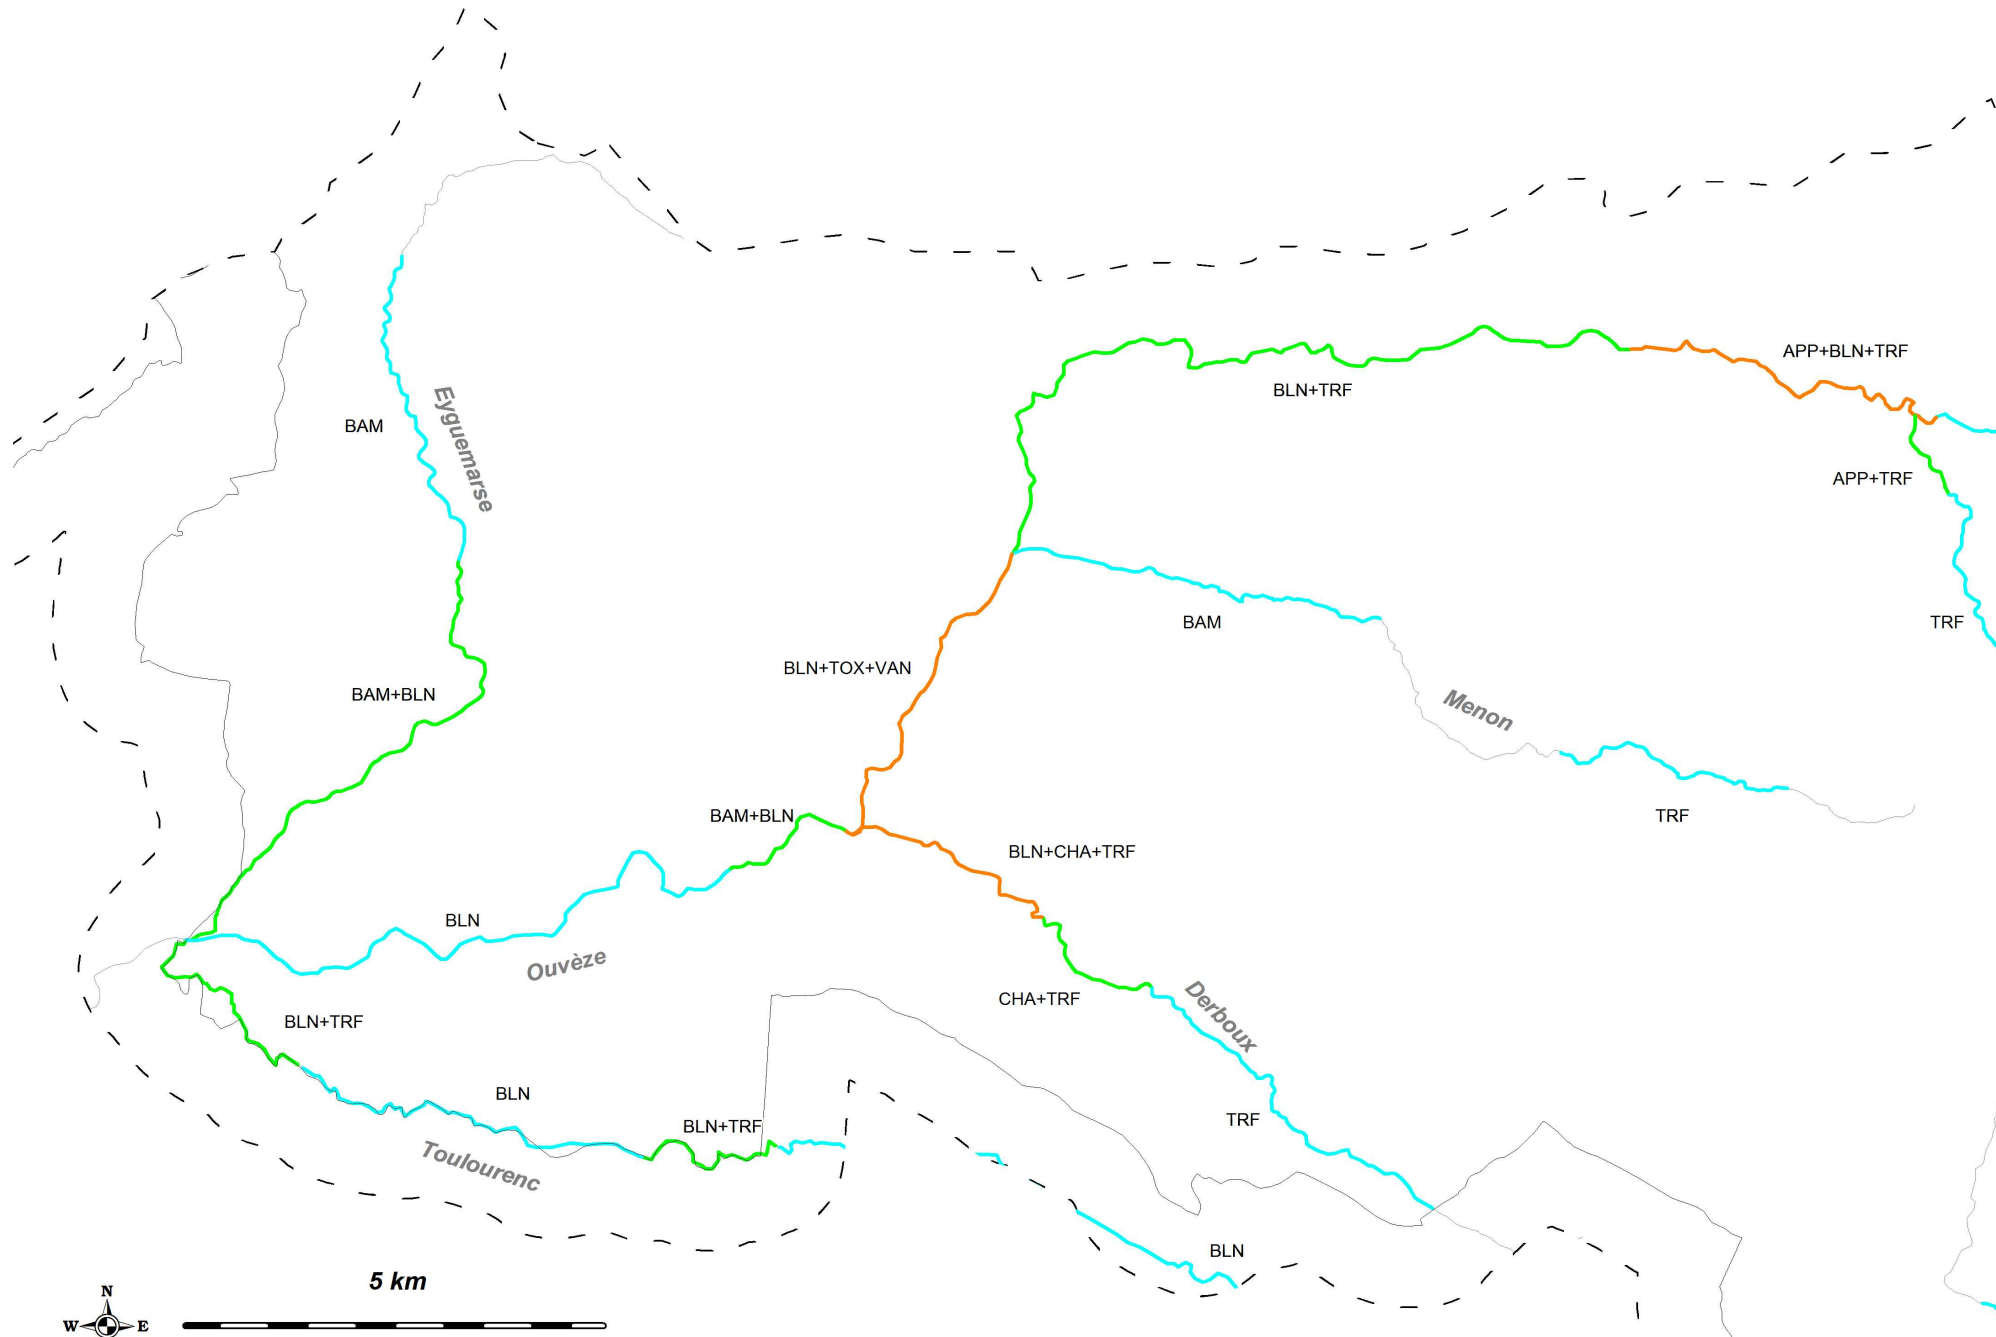 APP+BLN+TRF
BLN+TRF
BAM
Eyguemarse
APP+TRF
BAM
TRF
BLN+TOX+VAN
BAM+BLN
Menon
BAM+BLN
TRF
BLN+CHA+TRF
BLN
Ouvèze
CHA+TRF
Derboux
BLN+TRF
BLN
TRF
BLN+TRF
Toulourenc
BLN
5 km
N
W E